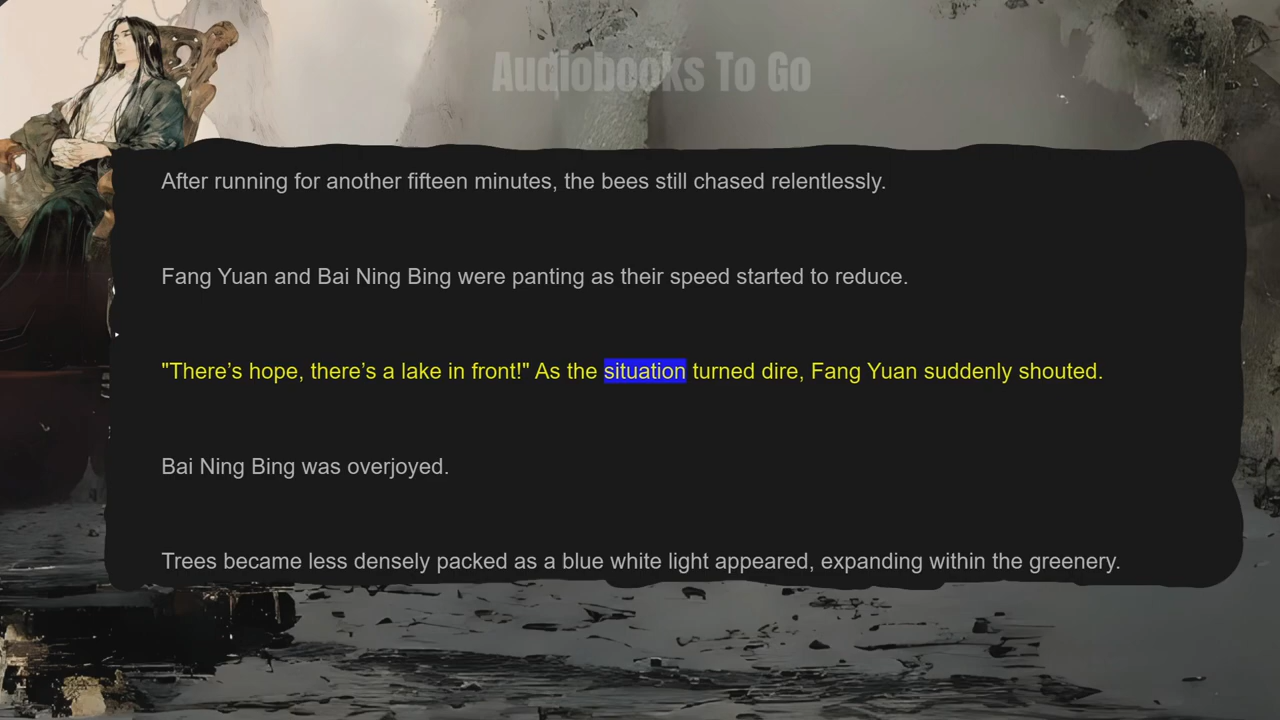 Audiobooks To Go
After running for another fifteen minutes, the bees still chased relentlessly.
Fang Yuan and Bai Ning Bing were panting as their speed started to reduce.
"There’s hope, there’s a lake in front!" As the situation turned dire, Fang Yuan suddenly shouted.
Bai Ning Bing was overjoyed.
Trees became less densely packed as a blue white light appeared, expanding within the greenery.